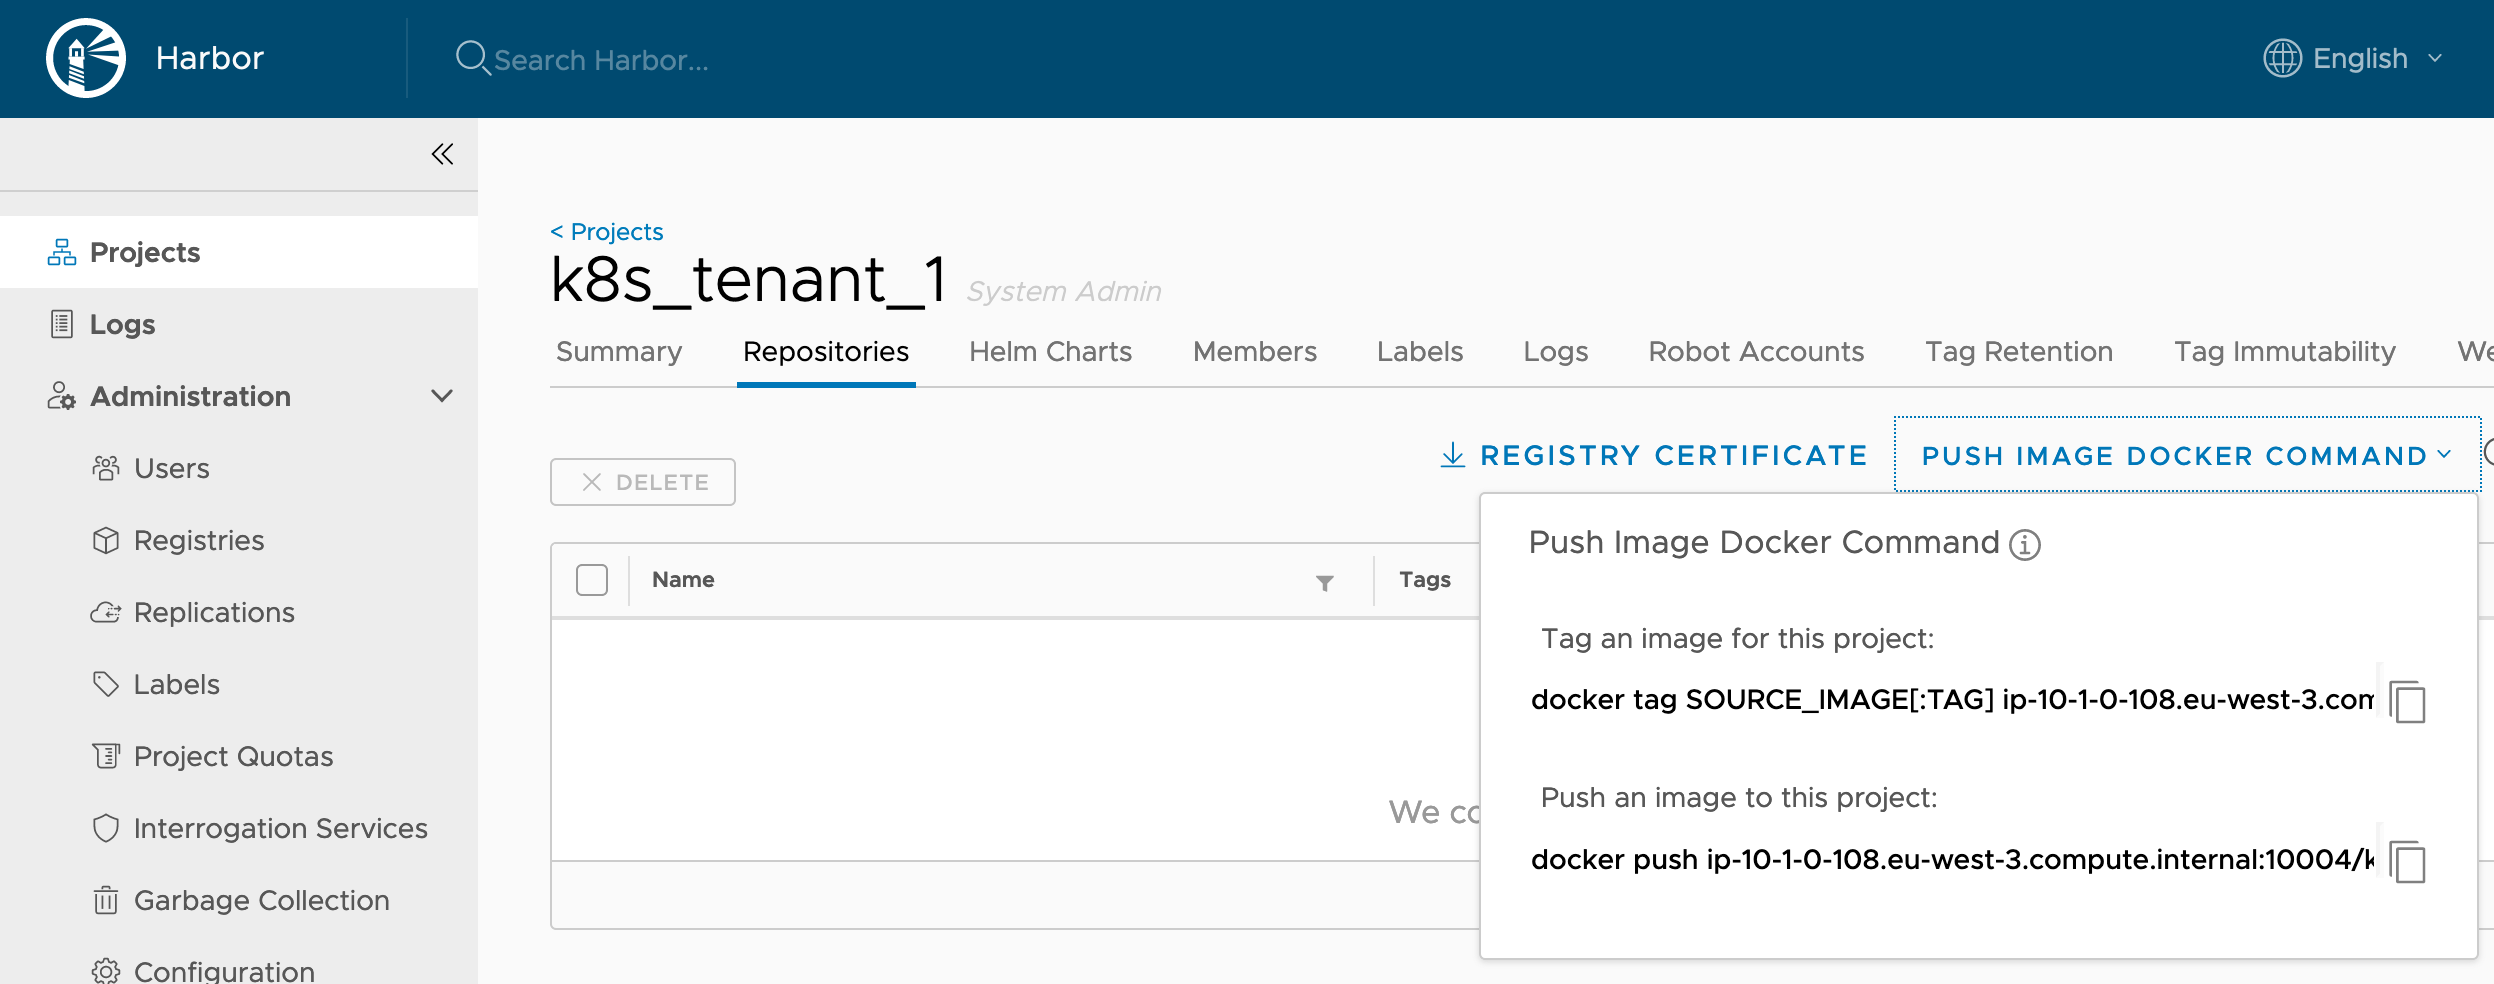 Harbor
Search Harbor...
English
Projects
Logs
Administration
Users
Registries
Replications
Labels
Project Quotas
Interrogation Services
Garbage Collection
Configuration
< Projects
k8s_tenant_1 System Admin
Summary Repositories Helm Charts Members Labels Logs Robot Accounts Tag Retention Tag Immutability
REGISTRY CERTIFICATE PUSH IMAGE DOCKER COMMAND
DELETE
Name Tags
We
Push Image Docker Command
Tag an image for this project:
docker tag SOURCE_IMAGE[:TAG] ip-10-1-0-108.eu-west-3.com
Push an image to this project:
docker push ip-10-1-0-108.eu-west-3.compute.internal:10004/k